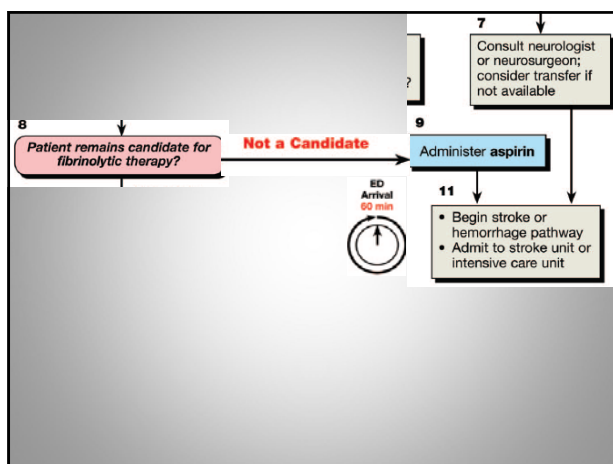 7
Consult neurologist
or neurosurgeon;
consider transfer if
not available
?
8
Patient remains candidate for
fibrinolytic therapy?
Not a Candidate
9
Administer aspirin
ED
Arrival
60 min
11
• Begin stroke or
hemorrhage pathway
• Admit to stroke unit or
intensive care unit